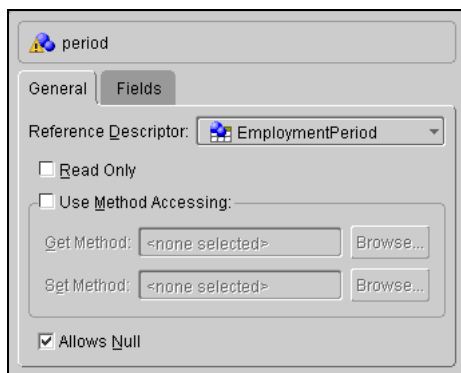 period
General Fields
Reference Descriptor: EmploymentPeriod
Read Only
Use Method Accessing:
Get Method: <none selected> Browse...
Set Method: <none selected> Browse...
Allows Null